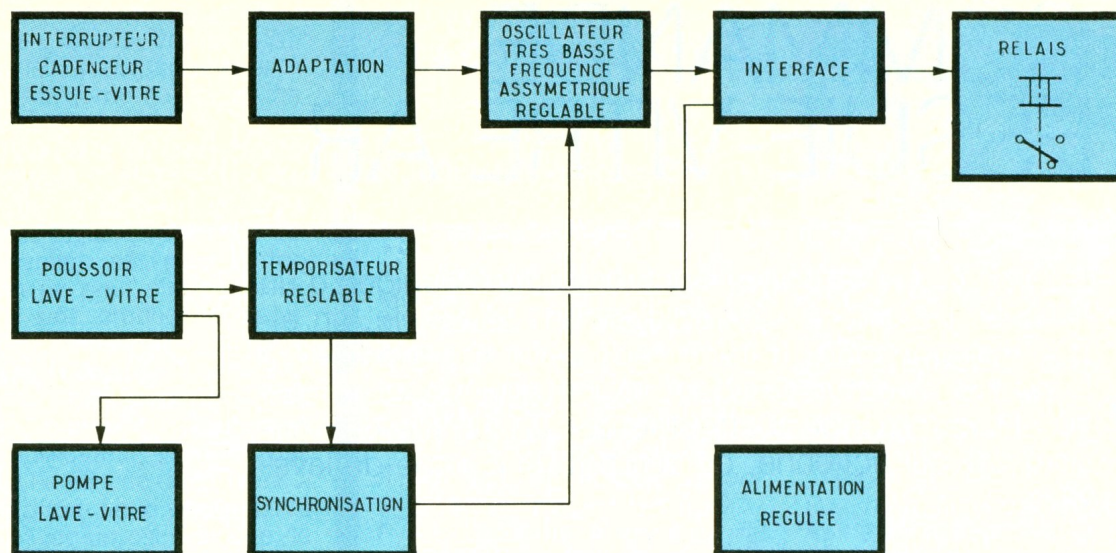 INTERRUPTEUR
CADENCEUR
ESSUIE-VITRE
ADAPTATION
OSCILLATEUR
TRES BASSE
FREQUENCE
ASSYMETRIQUE
REGLABLE
INTERFACE
RELAIS
POUSSOIR
LAVE - VITRE
TEMPORISATEUR
REGLABLE
POMPE
LAVE-VITRE
SYNCHRONISATION
ALIMENTATION
REGULEE